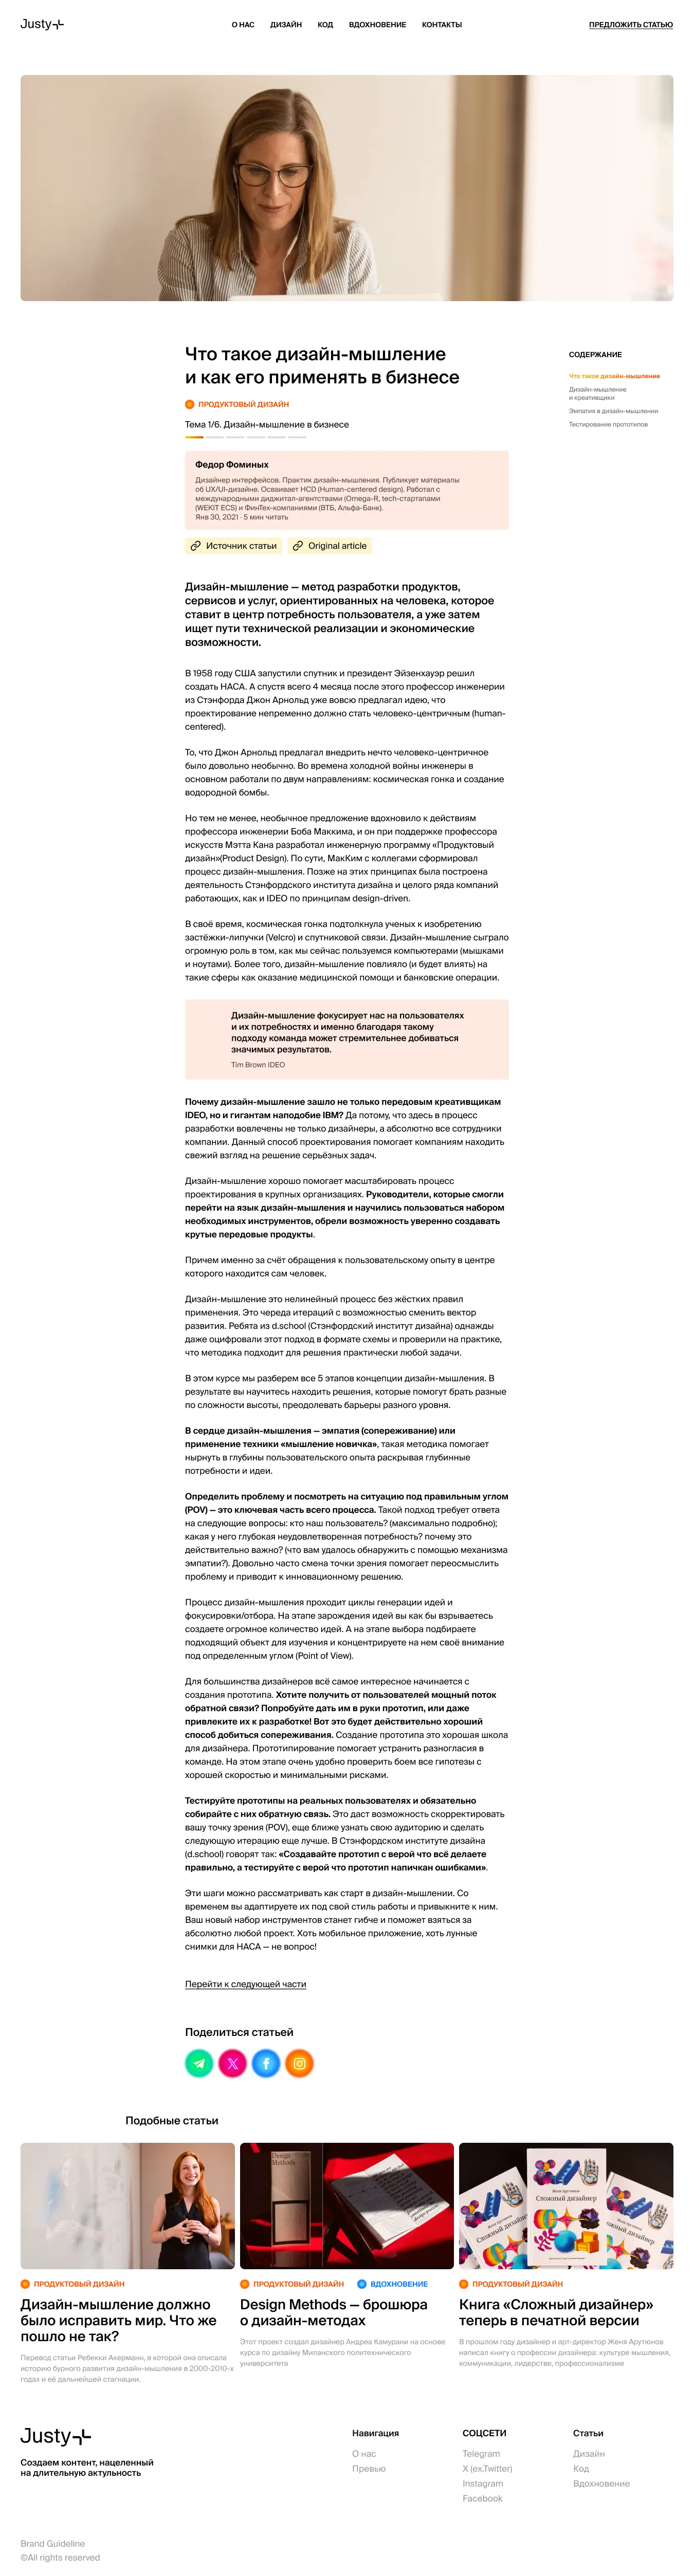 Justy
О НАС ДИЗАЙН КОД ВДОХНОВЕНИЕ КОНТАКТЫ
ПРЕДЛОЖИТЬ СТАТЬЮ
Что такое дизайн-мышление
и как его применять в бизнесе
ПРОДУКТОВЫЙ ДИЗАЙН
Тема 1/6. Дизайн-мышление в бизнесе
СОДЕРЖАНИЕ
Что такое дизайн-мышление
Дизайн-мышление
и креативщики
Эмпатия в дизайн-мышлении
Тестирование прототипов
Федор Фоминых
Дизайнер интерфейсов. Практик дизайн-мышления. Публикует материалы
об UX/UI-дизайне. Осваивает HCD (Human-centered design). Работал с
международными диджитал-агентствами (Omega-R, tech-стартапами
(WEKIT ECS) и ФинТех-компаниями (ВТБ, Альфа-Банк).
Янв 30, 2021 · 5 мин читать
Источник статьи
Original article
Дизайн-мышление — метод разработки продуктов,
сервисов и услуг, ориентированных на человека, которое
ставит в центр потребность пользователя, а уже затем
ищет пути технической реализации и экономические
возможности.
В 1958 году США запустили спутник и президент Эйзенхауэр решил
создать НАСА. А спустя всего 4 месяца после этого профессор инженерии
из Стэнфорда Джон Арнольд уже вовсю предлагал идею, что
проектирование непременно должно стать человеко-центричным (human-
centered).
То, что Джон Арнольд предлагал внедрить нечто человеко-центричное
было довольно необычно. Во времена холодной войны инженеры в
основном работали по двум направлениям: космическая гонка и создание
водородной бомбы.
Но тем не менее, необычное предложение вдохновило к действиям
профессора инженерии Боба Маккима, и он при поддержке профессора
искусств Мэтта Кана разработал инженерную программу «Продуктовый
дизайн»(Product Design). По сути, МакКим с коллегами сформировал
процесс дизайн-мышления. Позже на этих принципах была построена
деятельность Стэнфордского института дизайна и целого ряда компаний
работающих, как и IDEO по принципам design-driven.
В своё время, космическая гонка подтолкнула ученых к изобретению
застёжки-липучки (Velcro) и спутниковой связи. Дизайн-мышление сыграло
огромную роль в том, как мы сейчас пользуемся компьютерами (мышками
и ноутами). Более того, дизайн-мышление повлияло (и будет влиять) на
такие сферы как оказание медицинской помощи и банковские операции.
Дизайн-мышление фокусирует нас на пользователях
и их потребностях и именно благодаря такому
подходу команда может стремительнее добиваться
значимых результатов.
Tim Brown IDEO
Почему дизайн-мышление зашло не только передовым креативщикам
IDEO, но и гигантам наподобие IBM? Да потому, что здесь в процесс
разработки вовлечены не только дизайнеры, а абсолютно все сотрудники
компании. Данный способ проектирования помогает компаниям находить
свежий взгляд на решение серьёзных задач.
Дизайн-мышление хорошо помогает масштабировать процесс
проектирования в крупных организациях. Руководители, которые смогли
перейти на язык дизайн-мышления и научились пользоваться набором
необходимых инструментов, обрели возможность уверенно создавать
крутые передовые продукты.
Причем именно за счёт обращения к пользовательскому опыту в центре
которого находится сам человек.
Дизайн-мышление это нелинейный процесс без жёстких правил
применения. Это череда итераций с возможностью сменить вектор
развития. Ребята из d.school (Стэнфордский институт дизайна) однажды
даже оцифровали этот подход в формате схемы и проверили на практике,
что методика подходит для решения практически любой задачи.
В этом курсе мы разберем все 5 этапов концепции дизайн-мышления. В
результате вы научитесь находить решения, которые помогут брать разные
по сложности высоты, преодолевать барьеры разного уровня.
В сердце дизайн-мышления — эмпатия (сопереживание) или
применение техники «мышление новичка», такая методика помогает
нырнуть в глубины пользовательского опыта раскрывая глубинные
потребности и идеи.
Определить проблему и посмотреть на ситуацию под правильным углом
(POV) — это ключевая часть всего процесса. Такой подход требует ответа
на следующие вопросы: кто наш пользователь? (максимально подробно);
какая у него глубокая неудовлетворенная потребность? почему это
действительно важно? (что вам удалось обнаружить с помощью механизма
эмпатии?). Довольно часто смена точки зрения помогает переосмыслить
проблему и приводит к инновационному решению.
Процесс дизайн-мышления проходит циклы генерации идей и
фокусировки/отбора. На этапе зарождения идей вы как бы взрываетесь
создаете огромное количество идей. А на этапе выбора подбираете
подходящий объект для изучения и концентрируете на нем своё внимание
под определенным углом (Point of View).
Для большинства дизайнеров всё самое интересное начинается с
создания прототипа. Хотите получить от пользователей мощный поток
обратной связи? Попробуйте дать им в руки прототип, или даже
привлеките их к разработке! Вот это будет действительно хороший
способ добиться сопереживания. Создание прототипа это хорошая школа
для дизайнера. Прототипирование помогает устранить разногласия в
команде. На этом этапе очень удобно проверить боем все гипотезы с
хорошей скоростью и минимальными рисками.
Тестируйте прототипы на реальных пользователях и обязательно
собирайте с них обратную связь. Это даст возможность скорректировать
вашу точку зрения (POV), еще ближе узнать свою аудиторию и сделать
следующую итерацию еще лучше. В Стэнфордском институте дизайна
(d.school) говорят так: «Создавайте прототип с верой что всё делаете
правильно, а тестируйте с верой что прототип напичкан ошибками».
Эти шаги можно рассматривать как старт в дизайн-мышлении. Со
временем вы адаптируете их под свой стиль работы и привыкните к ним.
Ваш новый набор инструментов станет гибче и поможет взяться за
абсолютно любой проект. Хоть мобильное приложение, хоть лунные
снимки для НАСА — не вопрос!
Перейти к следующей части
Поделиться статьей
Подобные статьи
Design
Methods
Женя Арутюнов
Сложный дизайнер
ПРОДУКТОВЫЙ ДИЗАЙН
Дизайн-мышление должно
было исправить мир. Что же
пошло не так?
Перевод статьи Ребекки Акерманн, в которой она описала
историю бурного развития дизайн-мышления в 2000-2010-х
годах и её дальнейшей стагнации.
ПРОДУКТОВЫЙ ДИЗАЙН ВДОХНОВЕНИЕ
Design Methods — брошюра
о дизайн-методах
Этот проект создал дизайнер Андреа Камурани на основе
курса по дизайну Миланского политехнического
университета
ПРОДУКТОВЫЙ ДИЗАЙН
Книга «Сложный дизайнер»
теперь в печатной версии
В прошлом году дизайнер и арт-директор Женя Арутюнов
написал книгу о профессии дизайнера: культуре мышления,
коммуникации, лидерстве, профессионализме
Justy
Создаем контент, нацеленный
на длительную актульность
Навигация
О нас
Превью
СОЦСЕТИ
Telegram
X (ex.Twitter)
Instagram
Facebook
Статьи
Дизайн
Код
Вдохновение
Brand Guideline
©All rights reserved